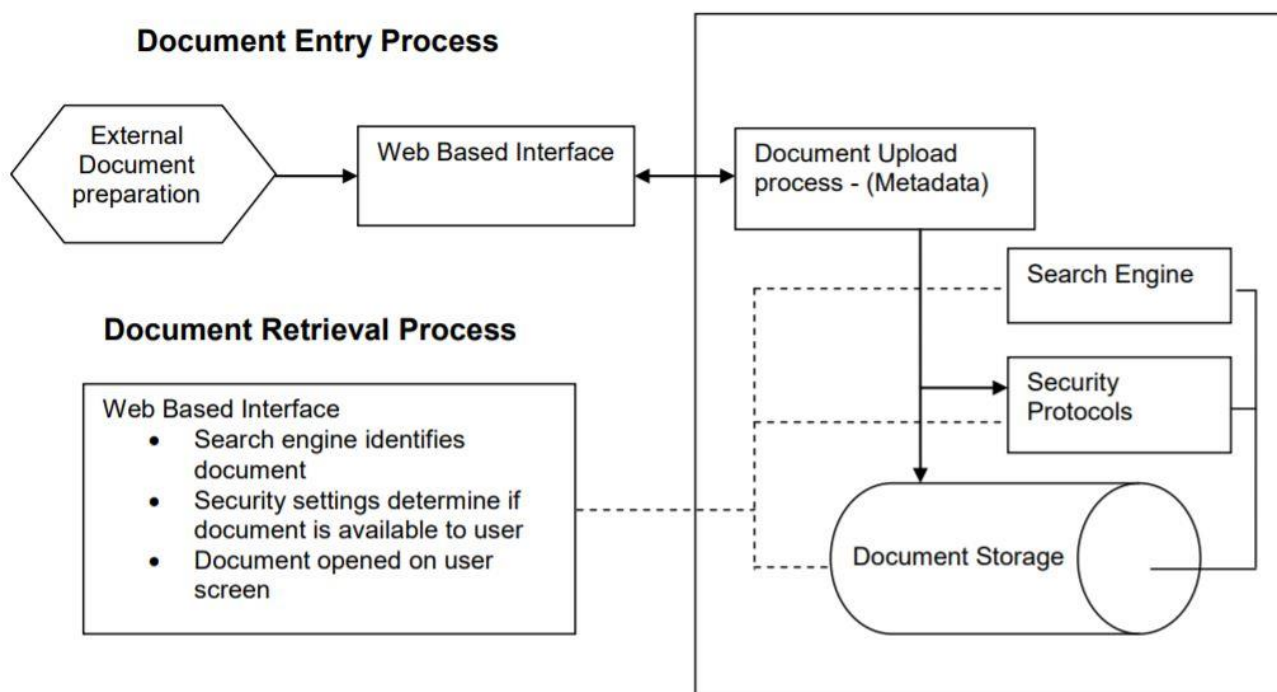 Document Entry Process
External
Document
preparation
Web Based Interface
Document Upload
process - (Metadata)
Search Engine
Security
Protocols
Document Storage
Document Retrieval Process
Web Based Interface
• Search engine identifies
document
• Security settings determine if
document is available to user
• Document opened on user
screen